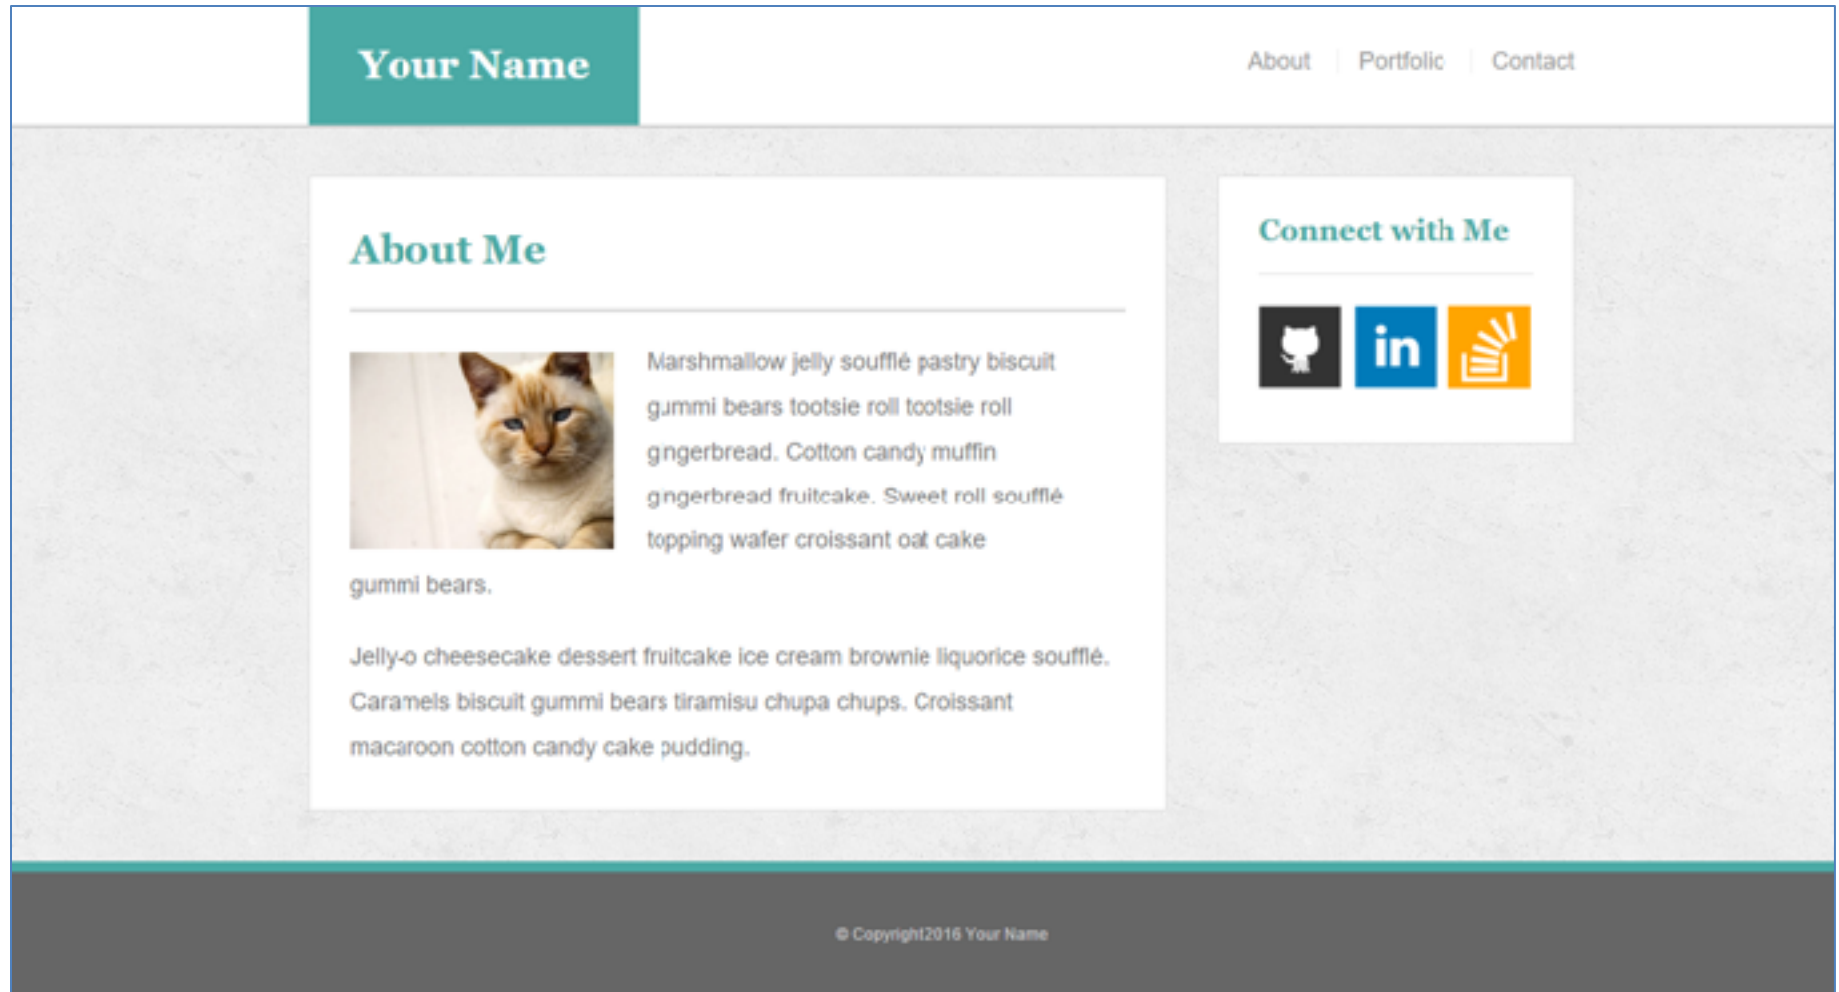 Your Name
About
Portfolio
Contact
About Me
Marshmallow jelly soufflé pastry biscuit
gummi bears tootsie roll tootsie roll
gingerbread. Cotton candy muffin
gingerbread fruitcake. Sweet roll soufflé
topping wafer croissant oat cake
gummi bears.
Jelly-o cheesecake dessert fruitcake ice cream brownie liquorice soufflé.
Caramels biscuit gummi bears tiramisu chupa chups. Croissant
macaroon cotton candy cake pudding.
Connect with Me
in
© Copyright2016 Your Name